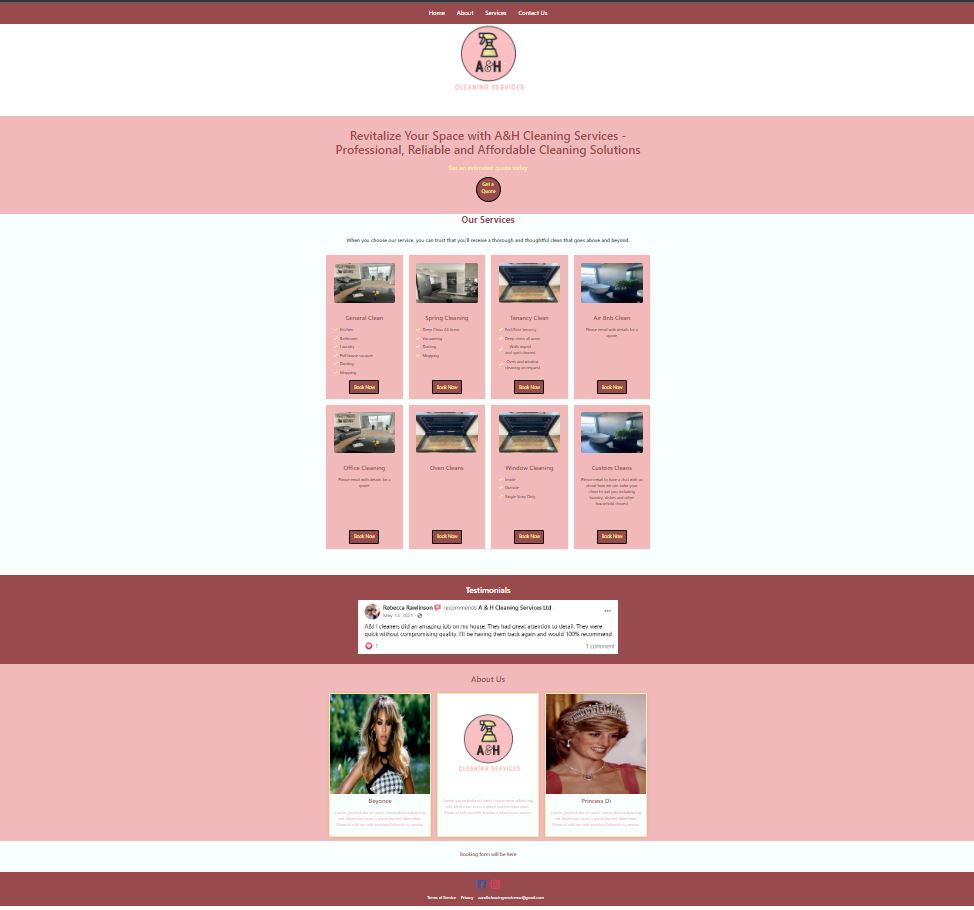 Home About Services Contact Us
A&H
CLEANING SERVICES
Revitalize Your Space with A&H Cleaning Services -
Professional, Reliable and Affordable Cleaning Solutions
Get an estimated quote today
Get a
Quote
Our Services
When you choose our service, you can trust that you'll receive a thorough and thoughtful clean that goes above and beyond.
General Clean
Kitchen
Bathroom
Laundry
Full house vacuum
Dusting
Mopping
Book Now
Spring Cleaning
Deep Clean All Areas
Vacuuming
Dusting
Mopping
Book Now
Tenancy Clean
Pre/Post tenancy
Deep clean all areas
Walls wiped
and spot cleaned
Oven and window
cleaning on request
Book Now
Air Bnb Clean
Please email with details for a
quote
Book Now
Office Cleaning
Please email with details for a
quote
Book Now
Oven Cleans
Book Now
Window Cleaning
Inside
Outside
Single Story Only
Book Now
Custom Cleans
Please email to have a chat with us
about how we can tailor your
clean to suit you including
laundry, dishes and other
household chores!
Book Now
Testimonials
Rebecca Rawlinson recommends A & H Cleaning Services Ltd
May 13, 2021
A&H cleaners did an amazing job on my house. They had great attention to detail. They were
quick without compromising quality. I'll be having them back again and would 100% recommend.
1 1 comment
About Us
Beyonce
A&H
CLEANING SERVICES
Princess Di
Booking form will be here
Terms of Service Privacy